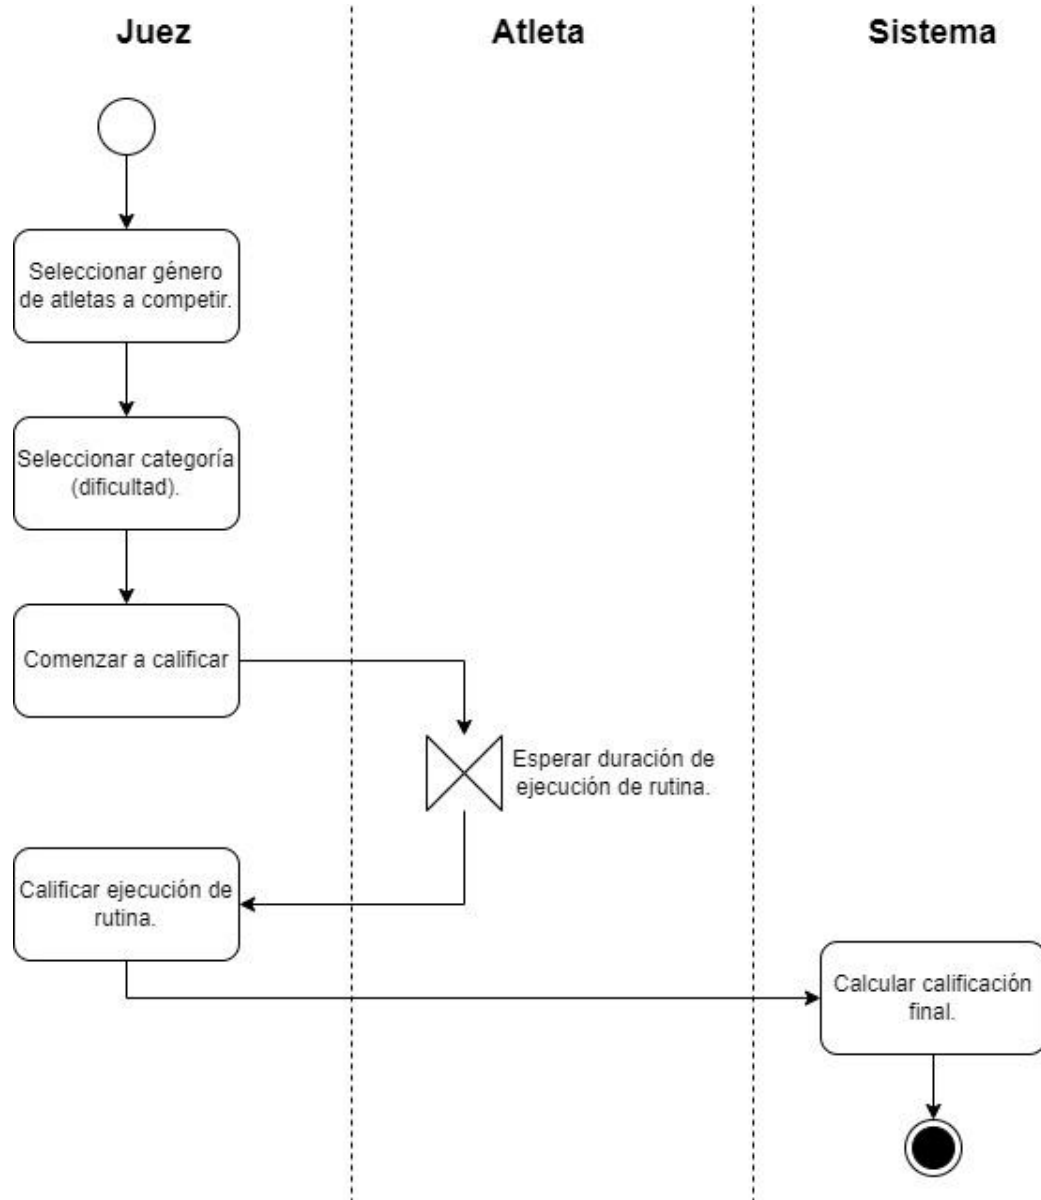 Juez
Atleta
Sistema
Seleccionar género
de atletas a competir.
Seleccionar categoría
(dificultad).
Comenzar a calificar
Esperar duración de
ejecución de rutina.
Calificar ejecución de
rutina.
Calcular calificación
final.